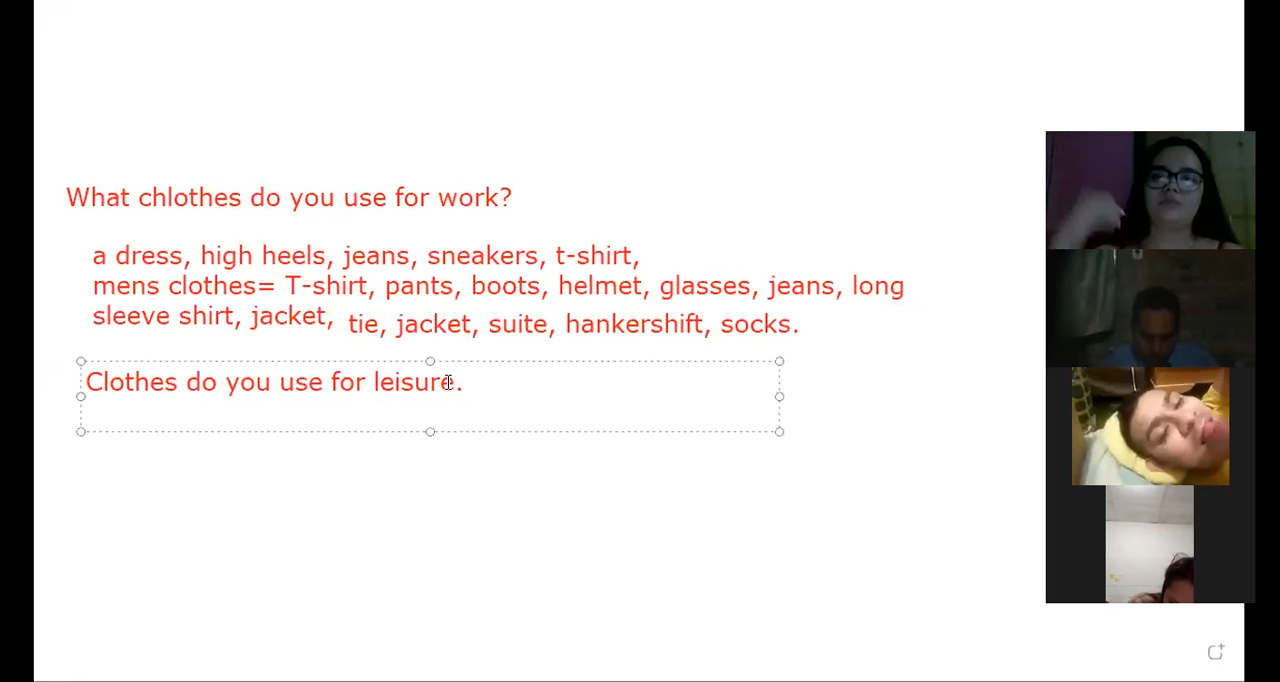 What chlothes do you use for work?
a dress, high heels, jeans, sneakers, t-shirt,
mens clothes= T-shirt, pants, boots, helmet, glasses, jeans, long
sleeve shirt, jacket, tie, jacket, suite, hankershift, socks.
Clothes do you use for leisure.